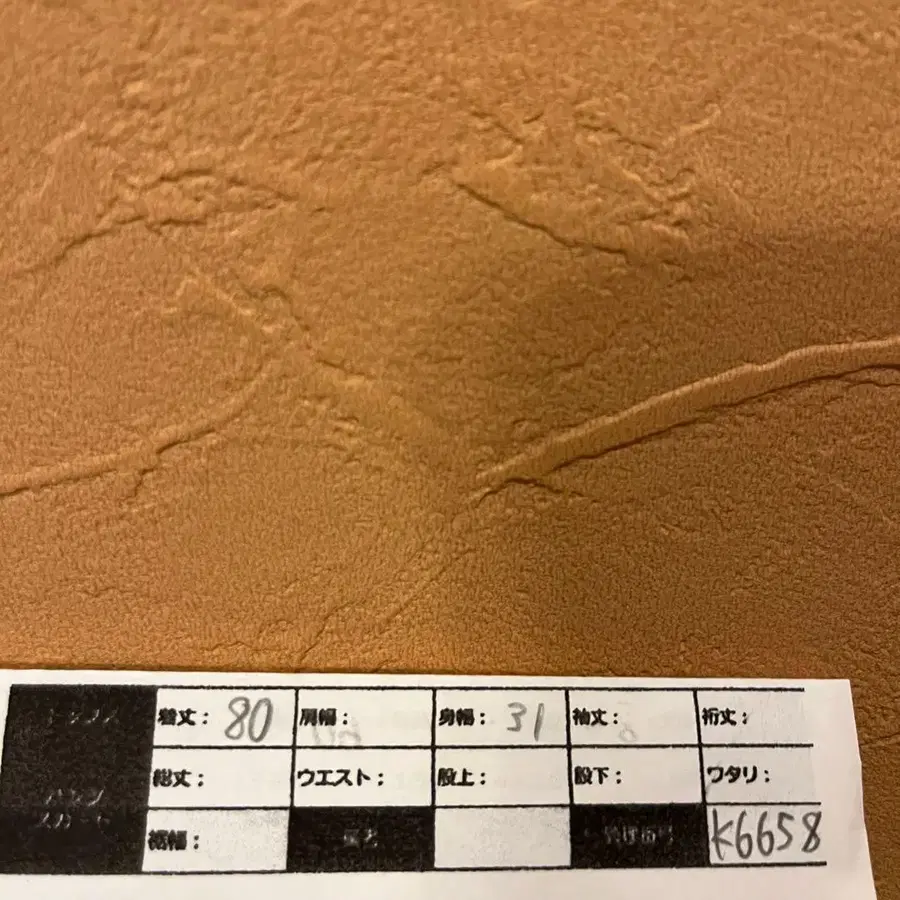 着丈: 80 肩幅: 身幅: 31 袖丈: 裄丈:
総丈: ウエスト: 股上: 股下: ワタリ:
裾幅: K6658